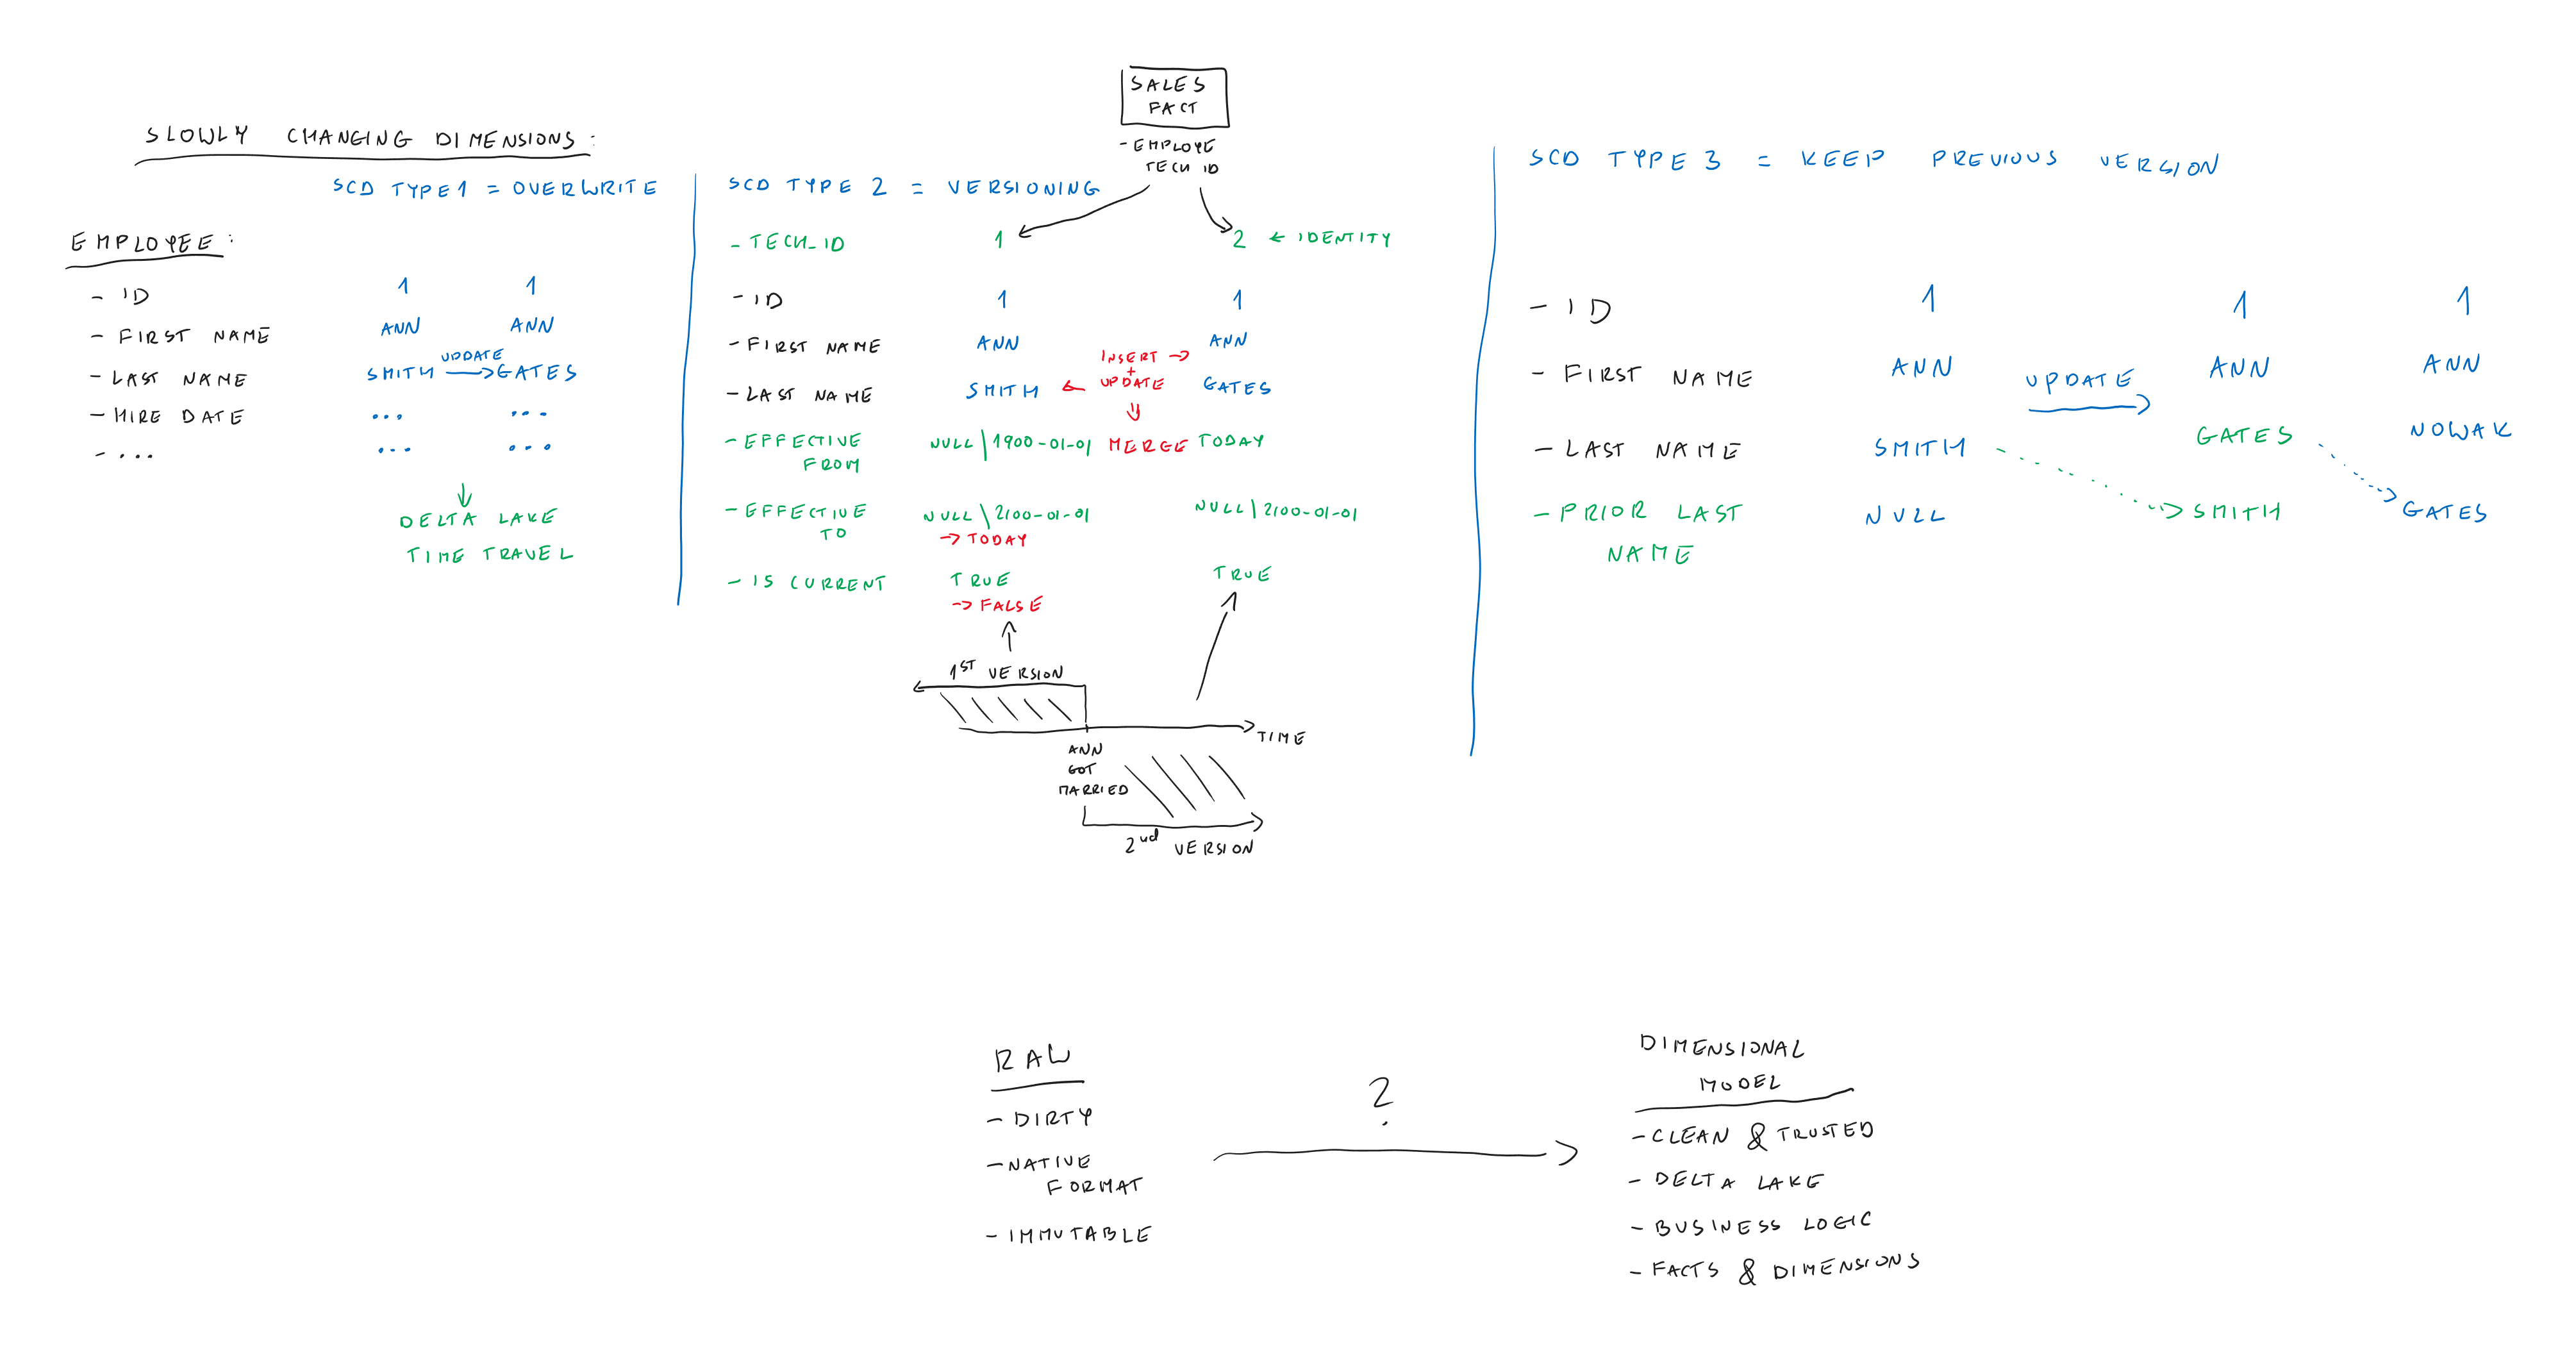 SLOWLY CHANGING DIMENSIONS:
SCD TYPE 1 = OVERWRITE
EMPLOYEE:
- ID 1 1
- FIRST NAME ANN ANN
UPDATE
- LAST NAME SMITH GATES
- HIRE DATE ... ...
- ... ... ...
DELTA LAKE
TIME TRAVEL
SALES
FACT
- EMPLOYE
TECH ID
SCD TYPE 2 = VERSIONING
- TECH_ID 1 2 ← IDENTITY
- ID 1 1
- FIRST NAME ANN ANN
INSERT →
+
← UPDATE
- LAST NAME SMITH GATES
- EFFECTIVE FROM NULL | 1900-01-01 MERGE TODAY
- EFFECTIVE TO NULL \ 2100-01-01 NULL | 2100-01-01
→ TODAY
- IS CURRENT TRUE TRUE
→ FALSE
1ST VERSION
TIME
ANN
GOT
MARRIED
2nd VERSION
SCD TYPE 3 = KEEP PREVIOUS VERSION
- ID 1 1 1
- FIRST NAME ANN ANN ANN
UPDATE
- LAST NAME SMITH GATES NOWAK
- PRIOR LAST NAME NULL SMITH GATES
RAW
- DIRTY
- NATIVE
FORMAT
- IMMUTABLE
?
DIMENSIONAL
MODEL
- CLEAN & TRUSTED
- DELTA LAKE
- BUSINESS LOGIC
- FACTS & DIMENSIONS